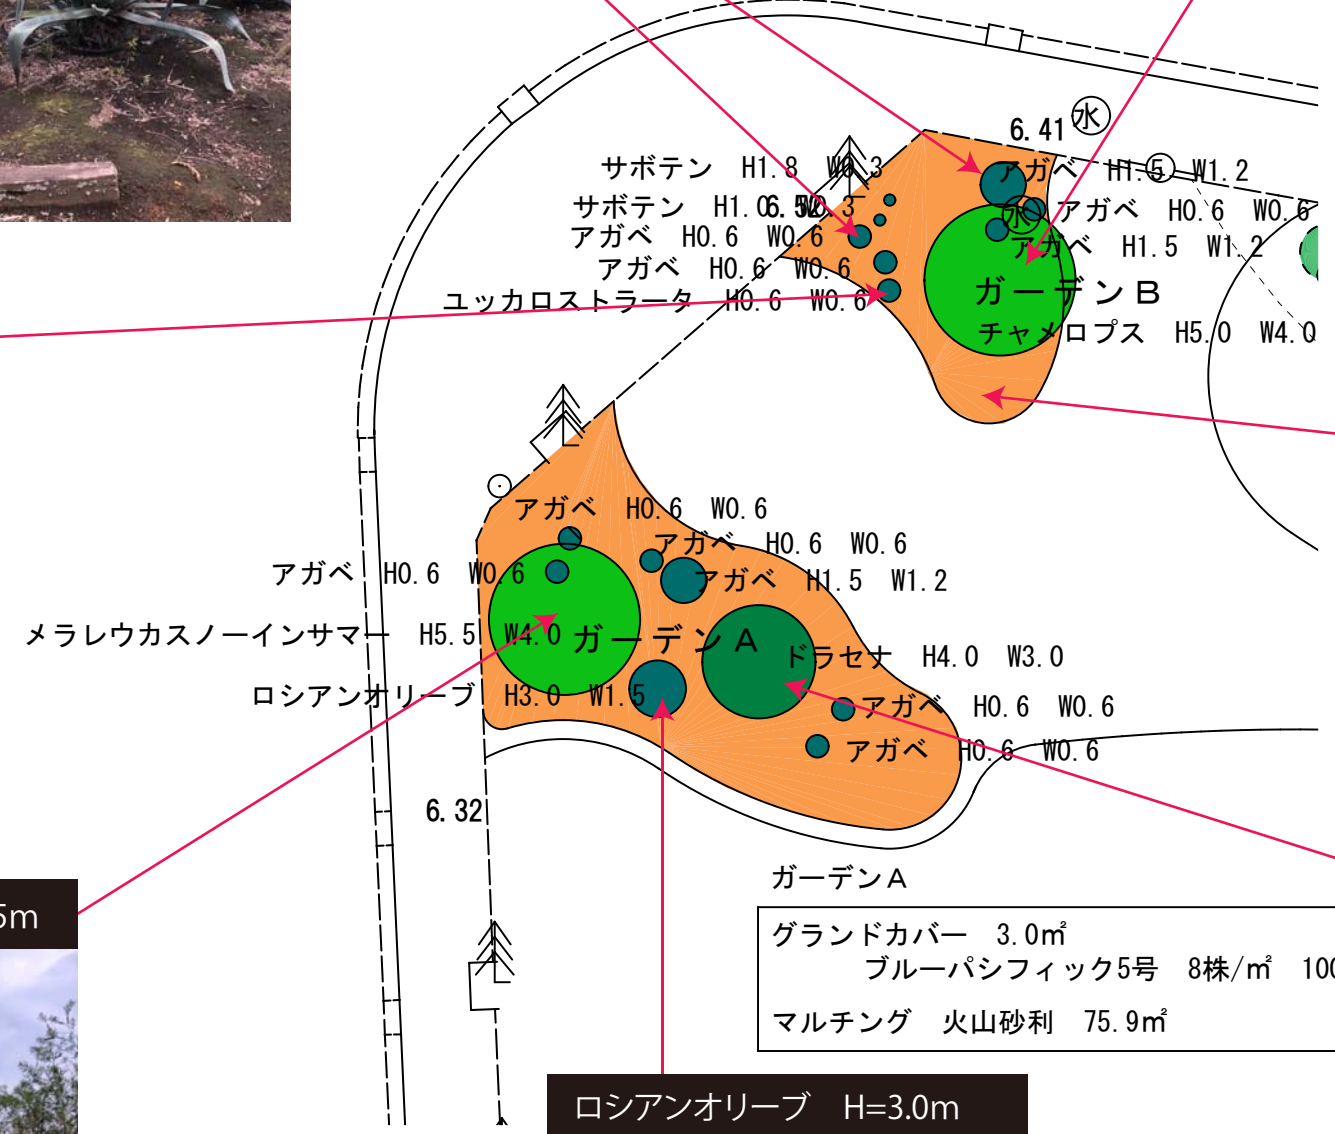 6.41 水
サボテン H1.8 W0.3
アガベ H1.5 W1.2
サボテン H1.0 W0.3
6.52
水
アガベ H0.6 W0.6
アガベ H0.6 W0.6
アガベ H1.5 W1.2
アガベ H0.6 W0.6
ユッカロストラータ H0.6 W0.6
ガーデンB
チャメロプス H5.0 W4.0
アガベ H0.6 W0.6
アガベ H0.6 W0.6
アガベ H0.6 W0.6
アガベ H1.5 W1.2
メラレウカスノーインサマー H5.5 W4.0
ガーデンA
ドラセナ H4.0 W3.0
ロシアンオリーブ H3.0 W1.5
アガベ H0.6 W0.6
アガベ H0.6 W0.6
6.32
ガーデンA
5m
グランドカバー 3.0㎡
ブルーパシフィック5号 8株/㎡ 100
マルチング 火山砂利 75.9㎡
ロシアンオリーブ H=3.0m